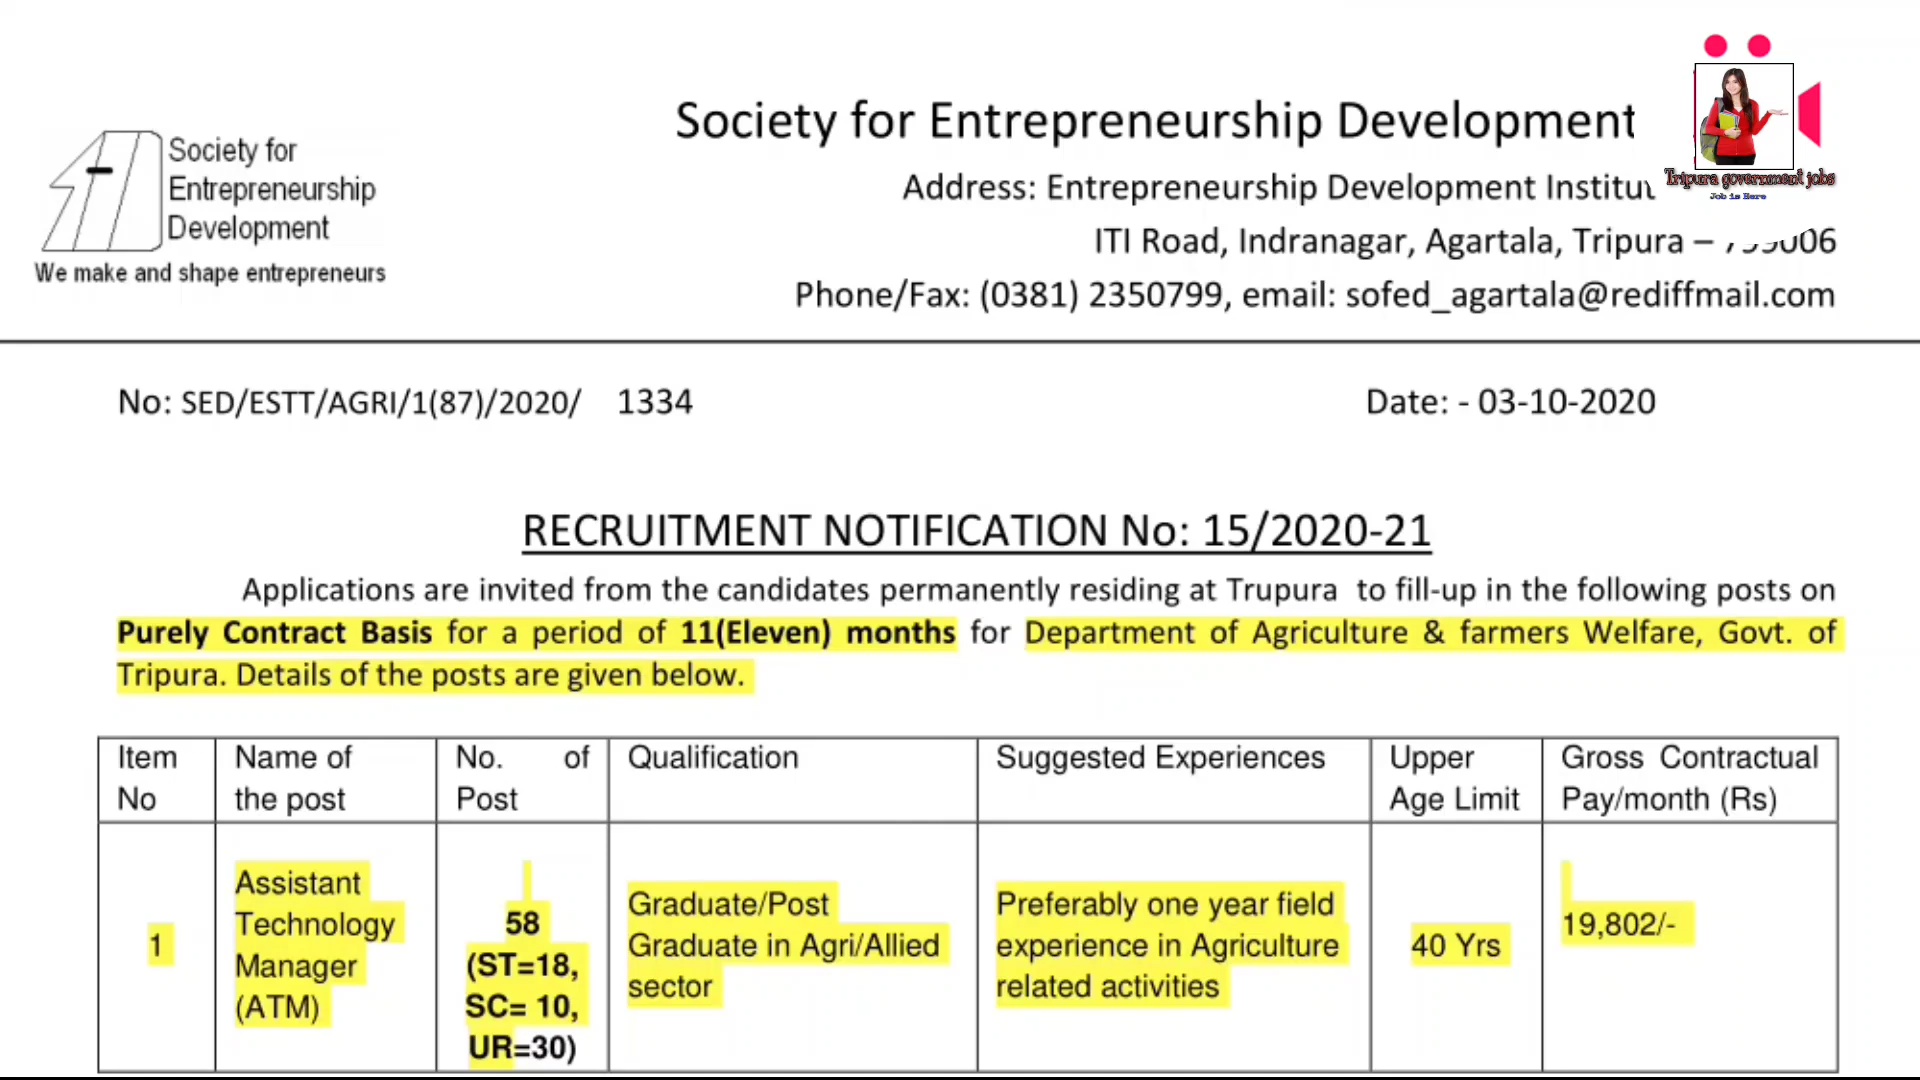 Society for
Entrepreneurship
Development
We make and shape entrepreneurs
Society for Entrepreneurship Development
Address: Entrepreneurship Development
ITI Road, Indranagar, Agartala, Tripura –
Phone/Fax: (0381) 2350799, email: sofed_agartala@rediffmail.com
Tripura government jobs
Job is Here
No: SED/ESTT/AGRI/1(87)/2020/ 1334
Date: - 03-10-2020
RECRUITMENT NOTIFICATION No: 15/2020-21
Applications are invited from the candidates permanently residing at Trupura to fill-up in the following posts on
Purely Contract Basis for a period of 11(Eleven) months for Department of Agriculture & farmers Welfare, Govt. of
Tripura. Details of the posts are given below.
Item
No
Name of
the post
No. of
Post
Qualification
Suggested Experiences
Upper
Age Limit
Gross Contractual
Pay/month (Rs)
1
Assistant
Technology
Manager
(ATM)
58
(ST=18,
SC= 10,
UR=30)
Graduate/Post
Graduate in Agri/Allied
sector
Preferably one year field
experience in Agriculture
related activities
40 Yrs
19,802/-